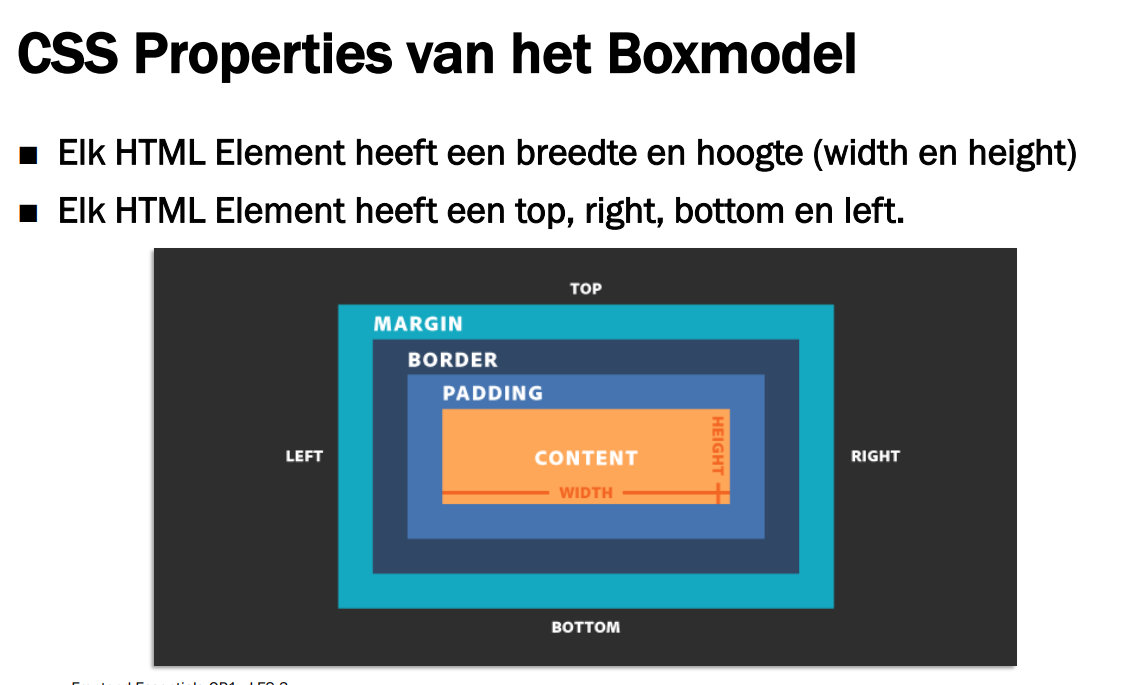 CSS Properties van het Boxmodel
■ Elk HTML Element heeft een breedte en hoogte (width en height)
■ Elk HTML Element heeft een top, right, bottom en left.
TOP
MARGIN
BORDER
PADDING
HEIGHT
CONTENT
LEFT
RIGHT
WIDTH
BOTTOM